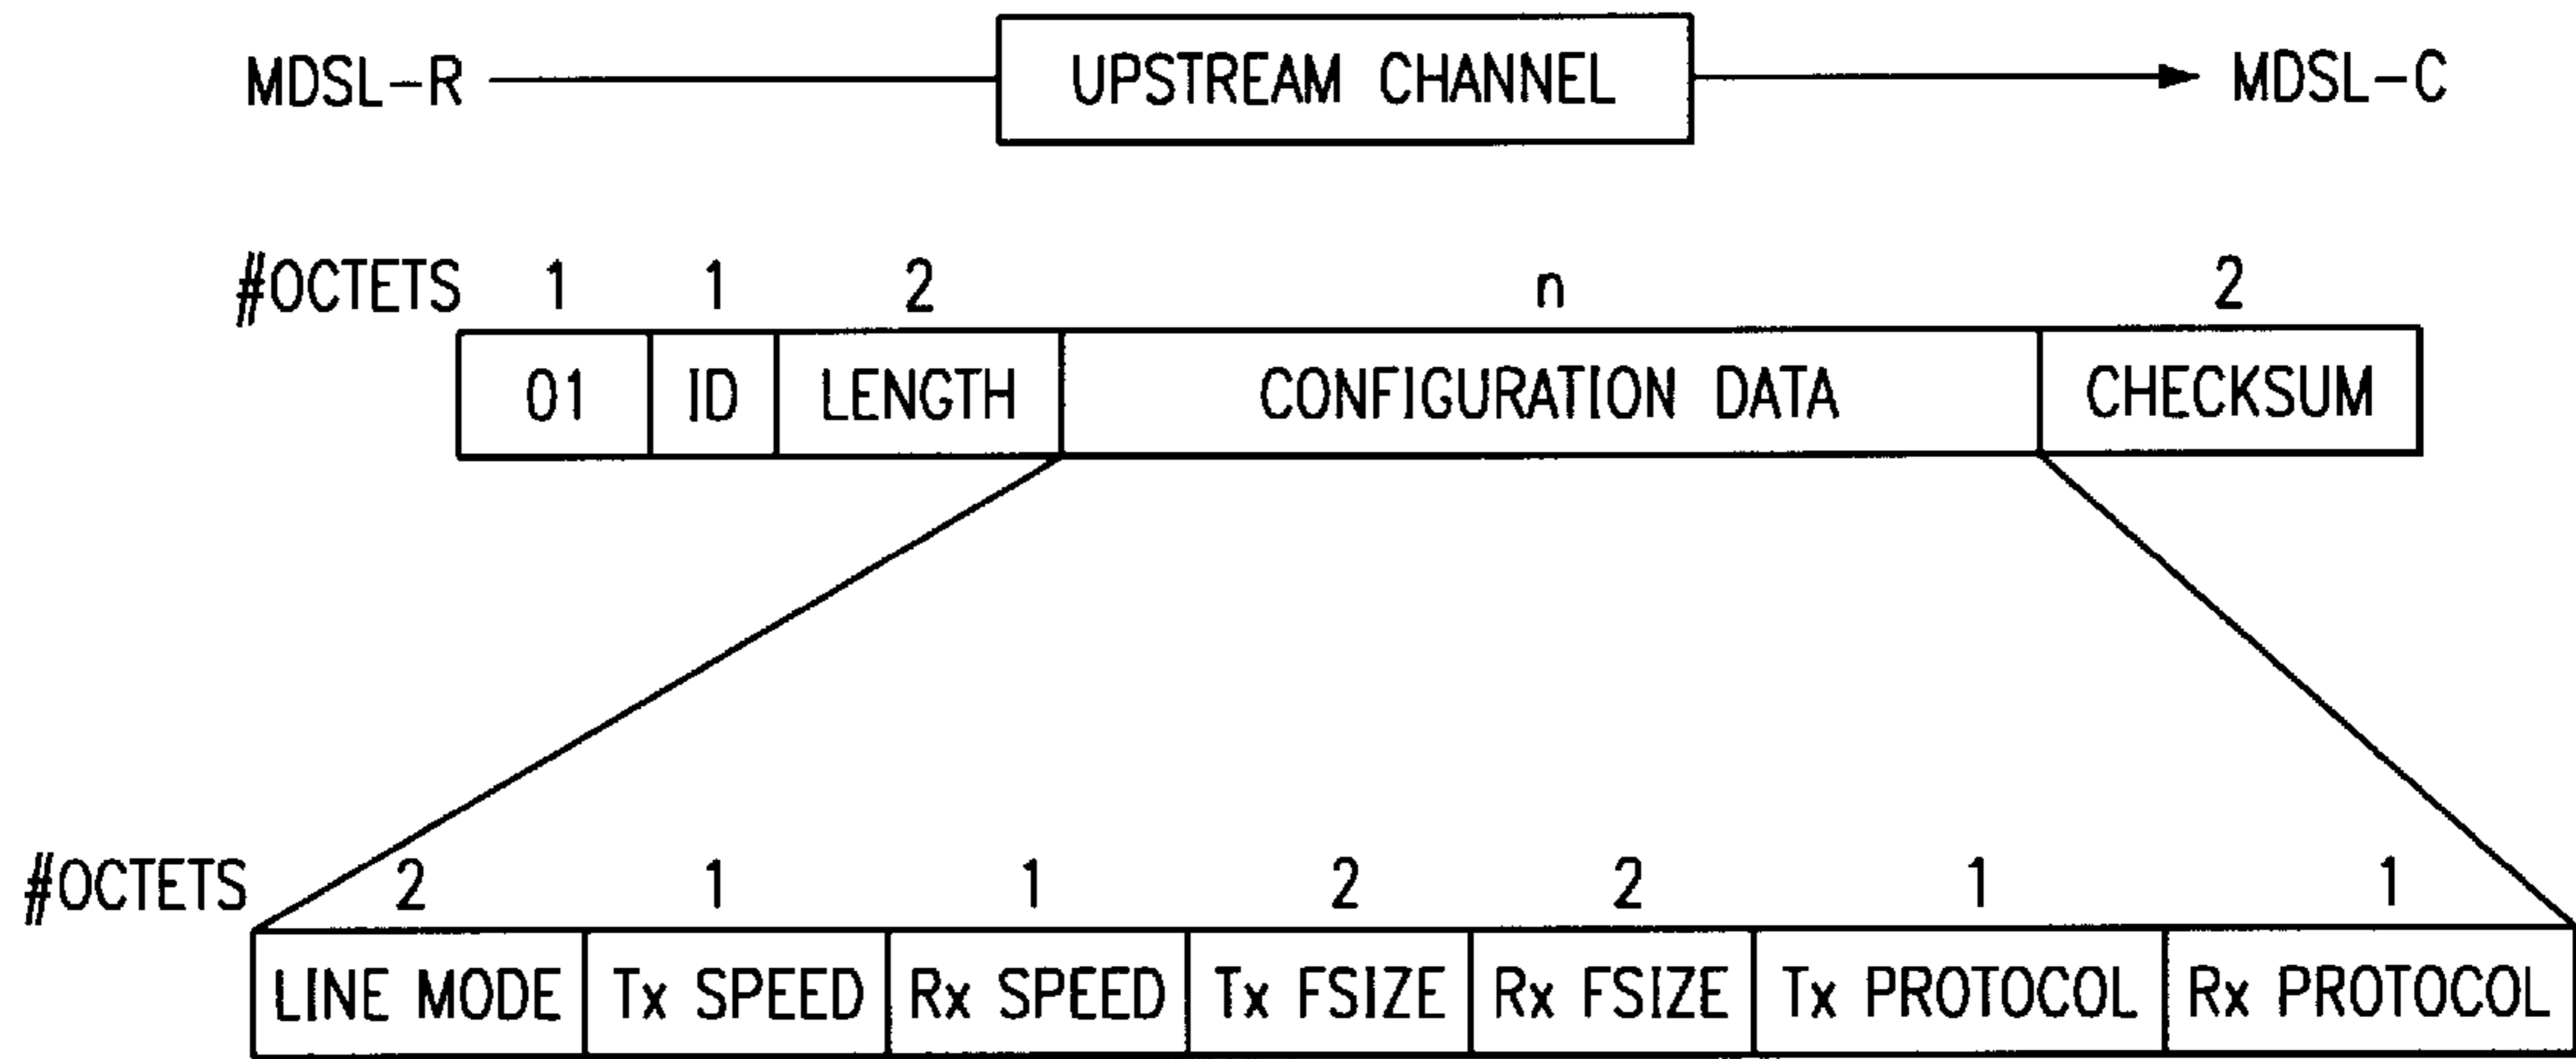 MDSL-R UPSTREAM CHANNEL MDSL-C
#OCTETS 1 1 2 n 2
01 ID LENGTH CONFIGURATION DATA CHECKSUM
#OCTETS 2 1 1 2 2 1 1
LINE MODE Tx SPEED Rx SPEED Tx FSIZE Rx FSIZE Tx PROTOCOL Rx PROTOCOL